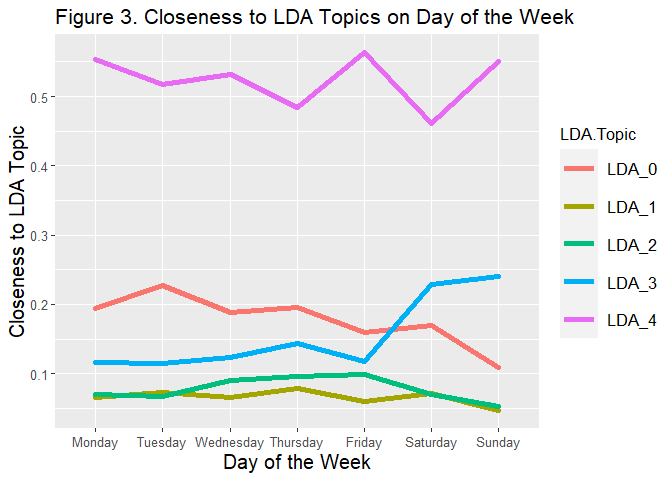 Figure 3. Closeness to LDA Topics on Day of the Week
Closeness to LDA Topic
0.5
0.4
0.3
0.2
0.1
Monday Tuesday Wednesday Thursday Friday Saturday Sunday
Day of the Week
LDA.Topic
LDA_0
LDA_1
LDA_2
LDA_3
LDA_4